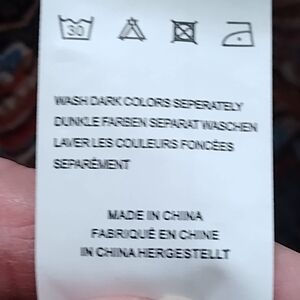 30
WASH DARK COLORS SEPERATELY
DUNKLE FARBEN SEPARAT WASCHEN
LAVER LES COULEURS FONCÉES
SEPARÉMENT
MADE IN CHINA
FABRIQUÉ EN CHINE
IN CHINA HERGESTELLT